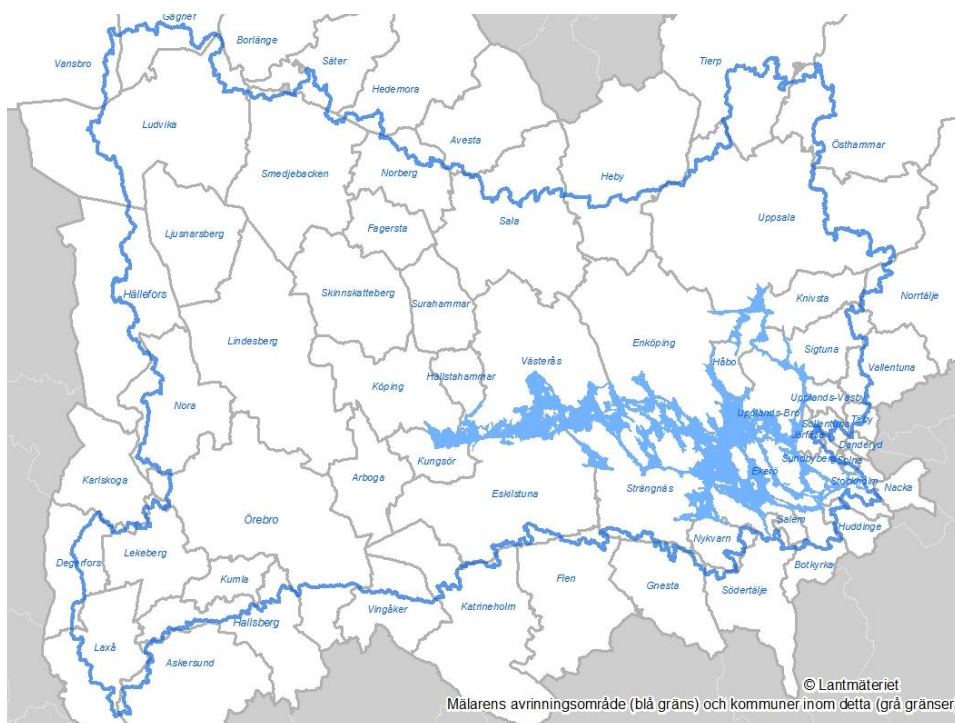 Gagnef
Borlänge
Vansbro
Säter
Tierp
Hedemora
Ludvika
Avesta
Östhammar
Smedjebacken
Norberg
Heby
Sala
Uppsala
Ljusnarsberg
Fagersta
Hällefors
Skinnskatteberg
Surahammar
Knivsta
Norrtälje
Lindesberg
Enköping
Sigtuna
Västerås
Håbo
Vallentuna
Köping
Hallstahammar
Upplands-Väsby
Nora
Upplands-Bro
Täby
Sollentuna
Järfälla
Danderyd
Kungsör
Sundbyberg
Solna
Karlskoga
Arboga
Ekerö
Stockholm
Nacka
Eskilstuna
Strängnäs
Örebro
Salem
Huddinge
Nykvarn
Degerfors
Lekeberg
Botkyrka
Kumla
Flen
Gnesta
Södertälje
Vingåker
Katrineholm
Hallsberg
Laxå
Askersund
© Lantmäteriet
Mälarens avrinningsområde (blå gräns) och kommuner inom detta (grå gränser